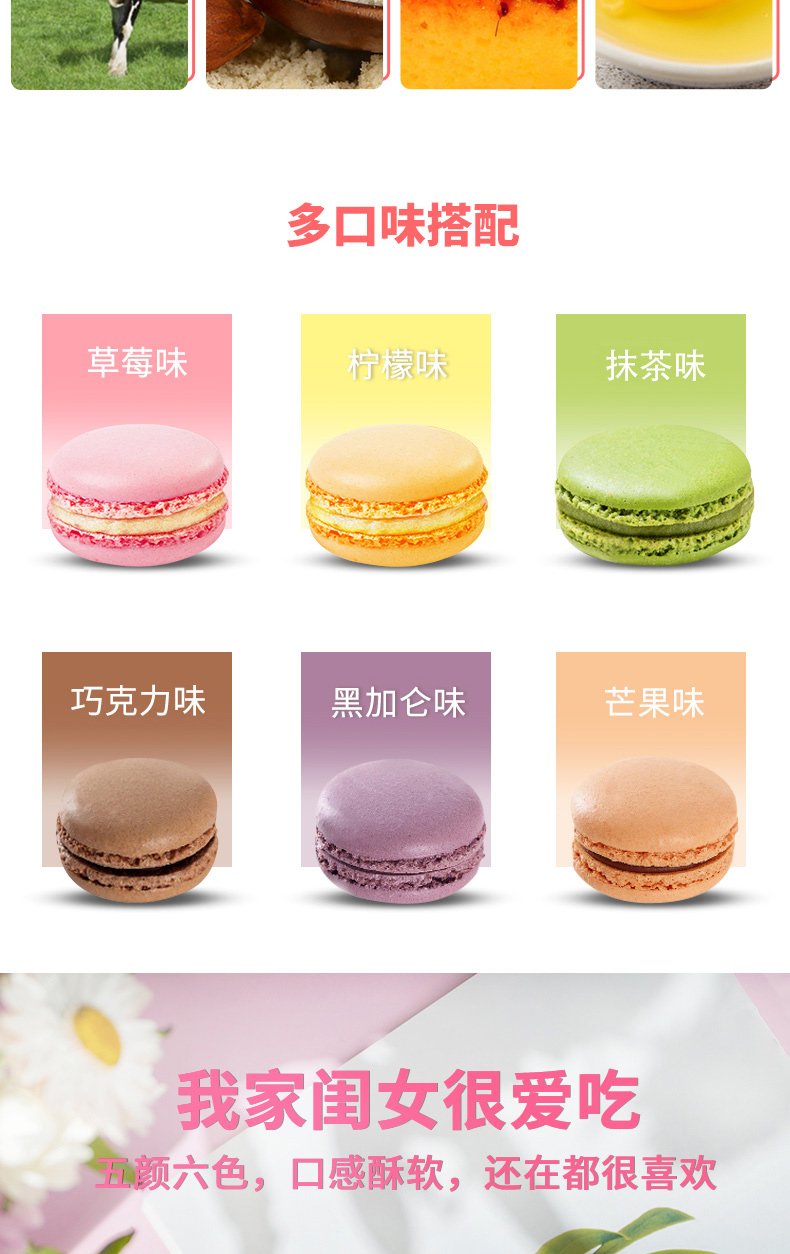 多口味搭配
草莓味
柠檬味
抹茶味
巧克力味
黑加仑味
芒果味
我家闺女很爱吃
五颜六色，口感酥软，还在都很喜欢